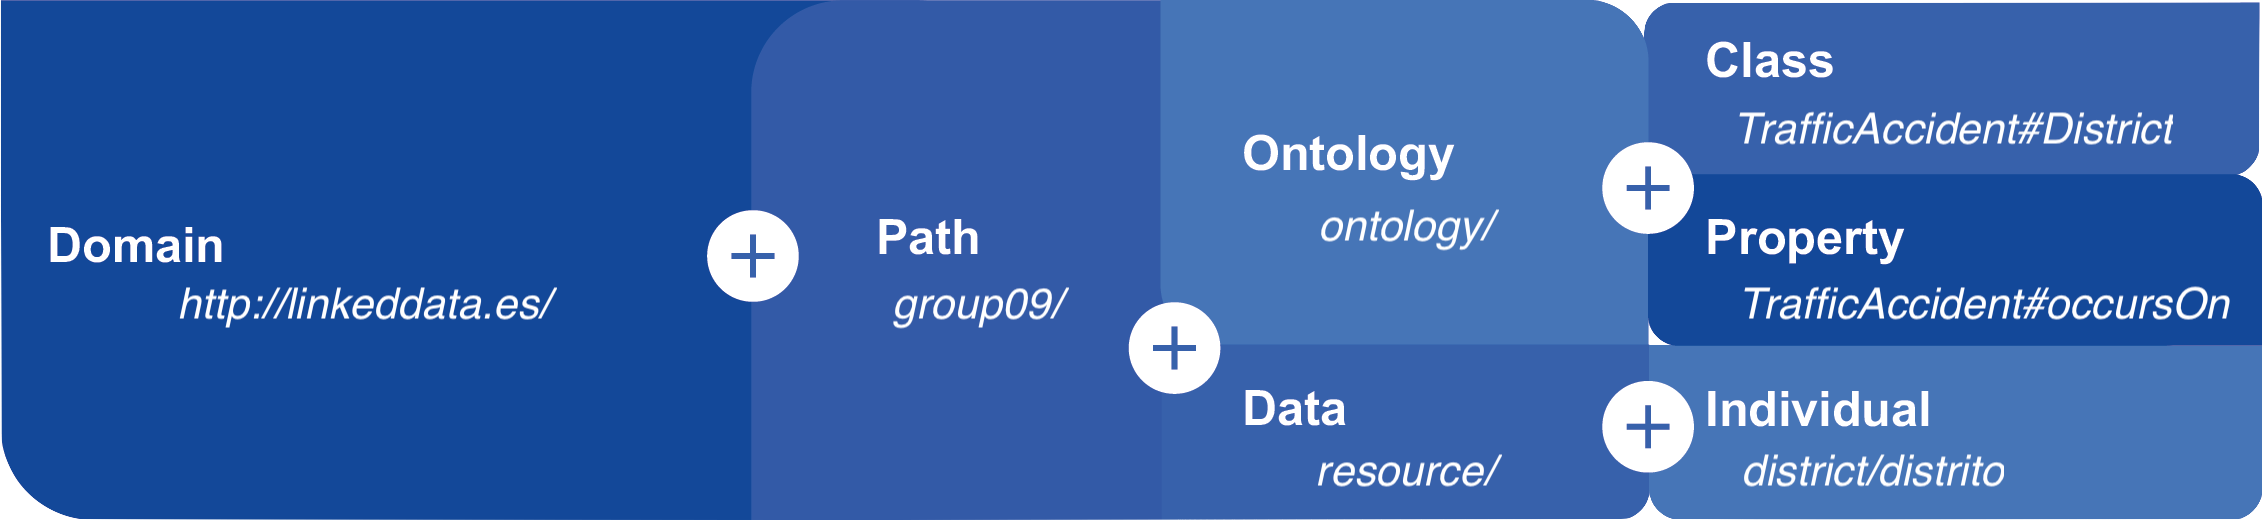 Domain
http://linkeddata.es/
Path
group09/
Ontology
ontology/
Data
resource/
Class
TrafficAccident#District
Property
TrafficAccident#occursOn
Individual
district/distrito